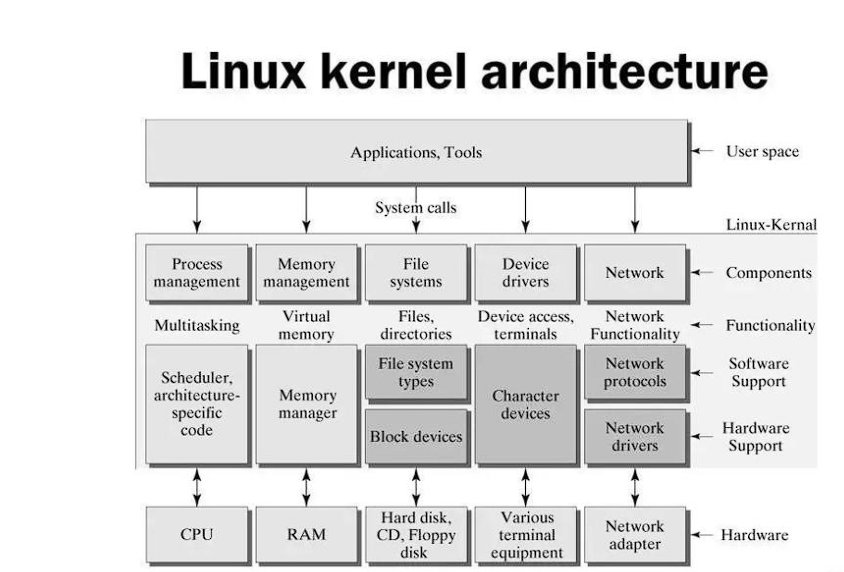 Linux kernel architecture
Applications, Tools
User space
System calls
Linux-Kernel
Process
management
Memory
management
File
systems
Device
drivers
Network
Components
Multitasking
Virtual
memory
Files,
directories
Device access,
terminals
Network
Functionality
Functionality
Scheduler,
architecture-
specific
code
Memory
manager
File system
types
Block devices
Character
devices
Network
protocols
Network
drivers
Software
Support
Hardware
Support
CPU
RAM
Hard disk,
CD, Floppy
disk
Various
terminal
equipment
Network
adapter
Hardware